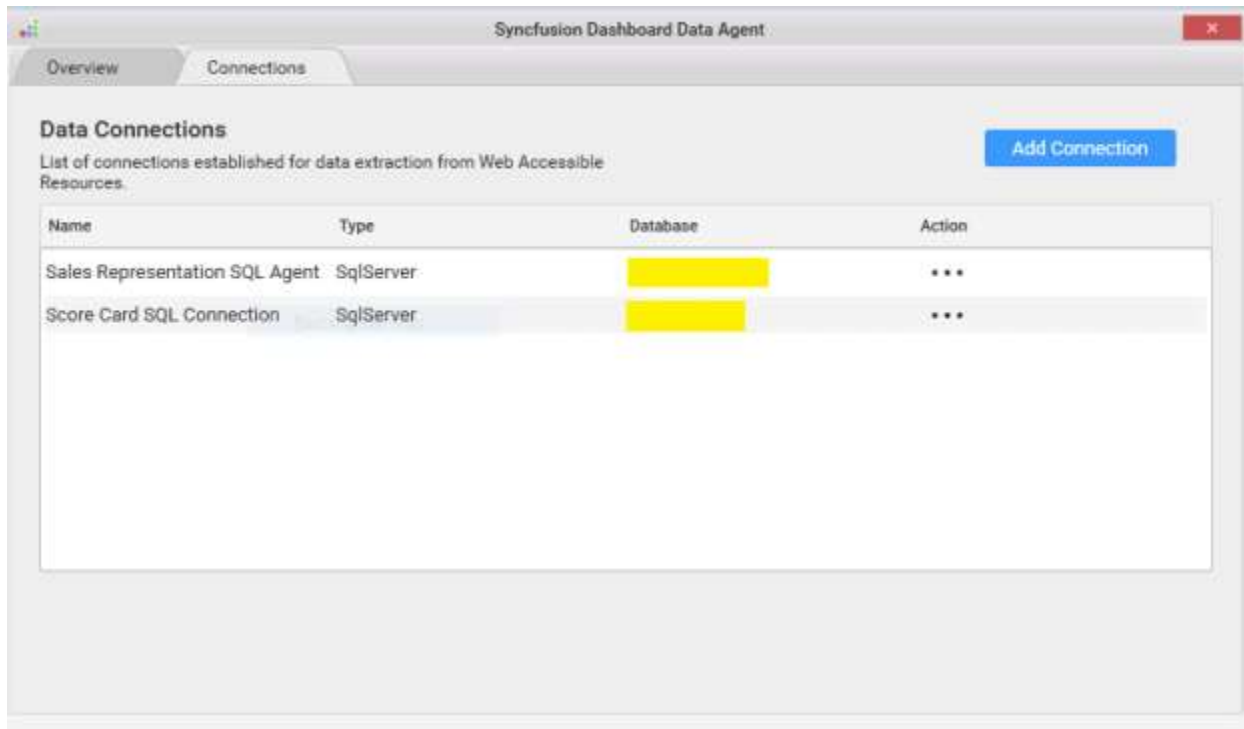 Syncfusion Dashboard Data Agent
Overview Connections
Data Connections
Add Connection
List of connections established for data extraction from Web Accessible
Resources.
Name Type Database Action
Sales Representation SQL Agent SqlServer •••
Score Card SQL Connection SqlServer •••